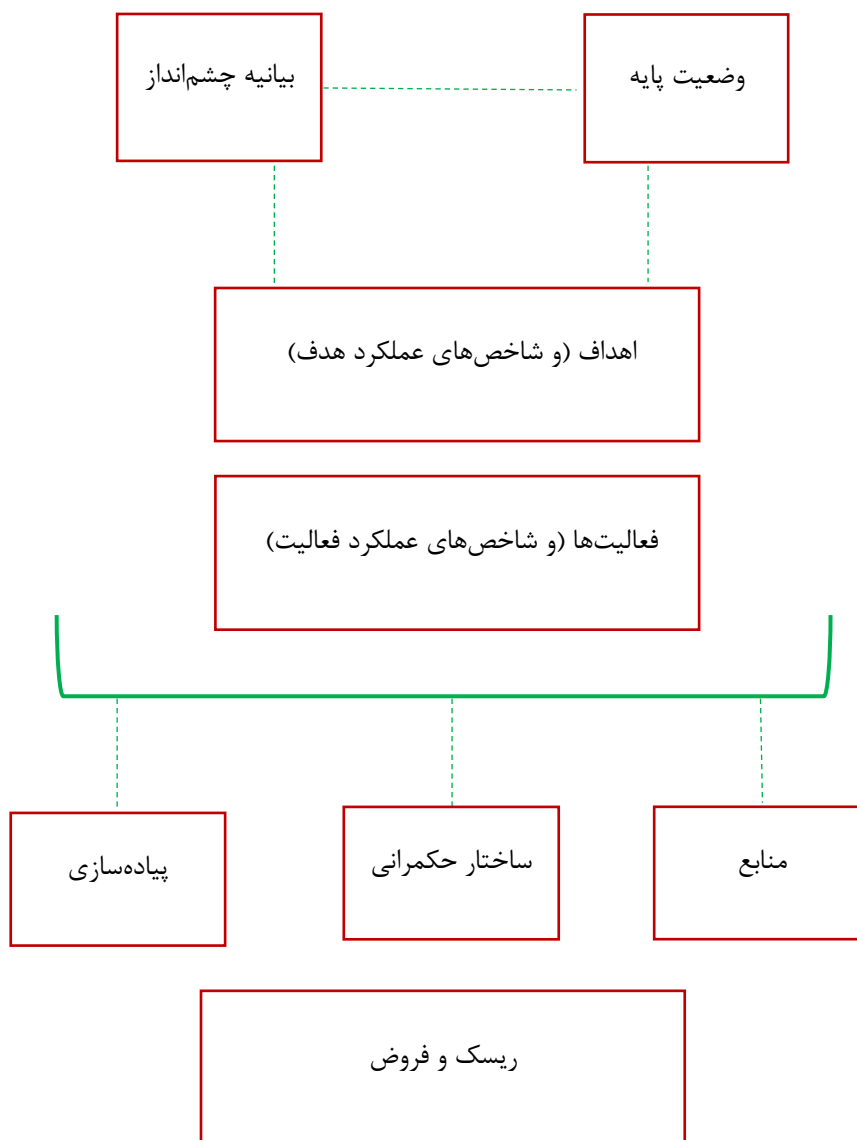 وضعیت پایه
بیانیه چشم‌انداز
اهداف (و شاخص‌های عملکرد هدف)
فعالیت‌ها (و شاخص‌های عملکرد فعالیت)
منابع
ساختار حکمرانی
پیاده‌سازی
ریسک و فروض